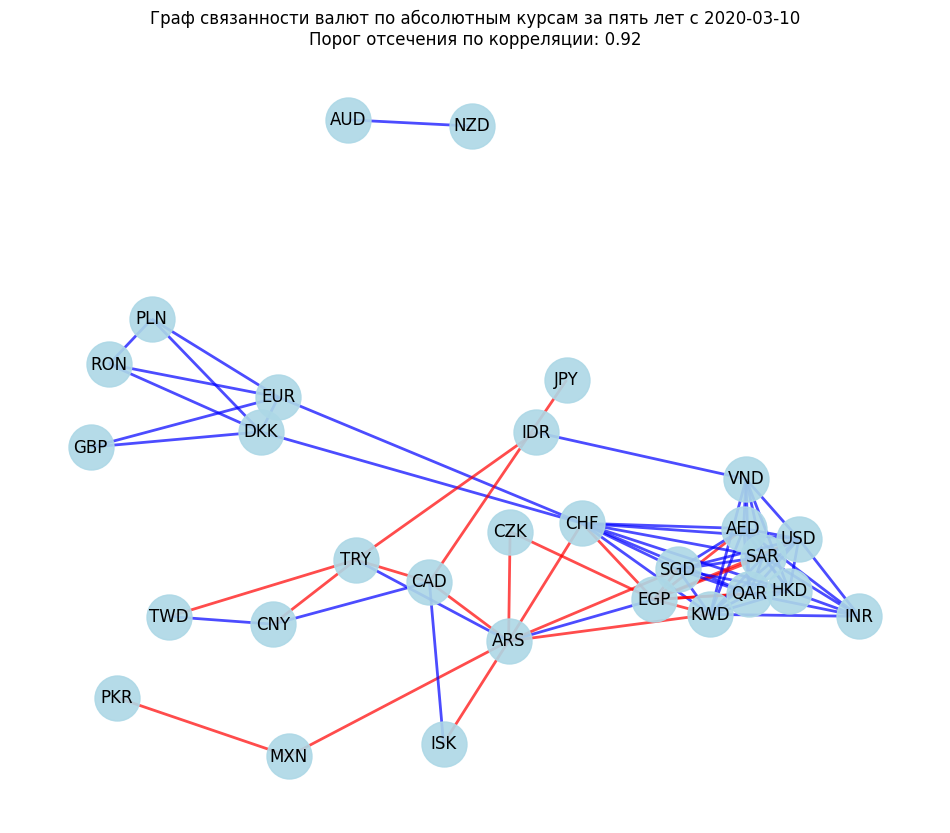 Граф связанности валют по абсолютным курсам за пять лет с 2020-03-10
Порог отсечения по корреляции: 0.92
AUD
NZD
PLN
RON
JPY
EUR
DKK
IDR
GBP
VND
CHF
AED
CZK
USD
SAR
TRY
SGD
CAD
HKD
QAR
EGP
KWD
INR
TWD
CNY
ARS
PKR
ISK
MXN